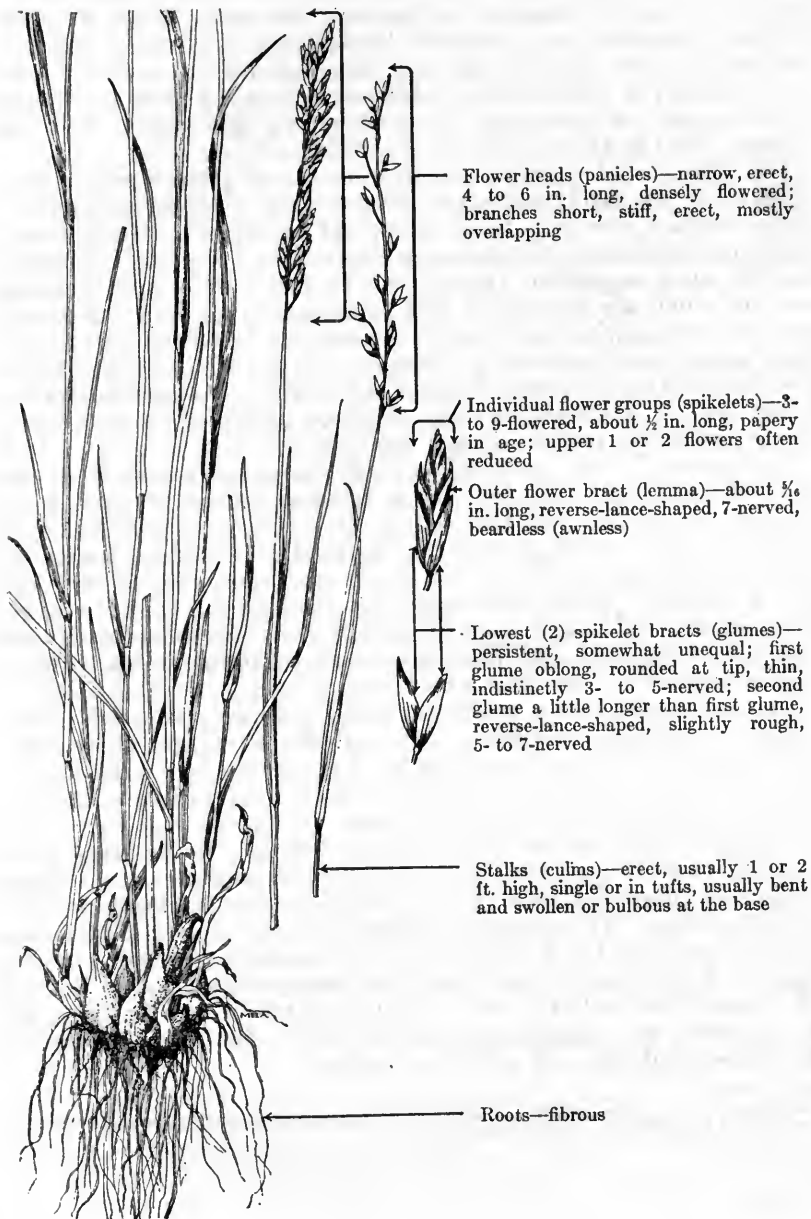 Flower heads (panicles)—narrow, erect,
4 to 6 in. long, densely flowered;
branches short, stiff, erect, mostly
overlapping
Individual flower groups (spikelets)—3-
to 9-flowered, about ½ in. long, papery
in age; upper 1 or 2 flowers often
reduced
Outer flower bract (lemma)—about 5/16
in. long, reverse-lance-shaped, 7-nerved,
beardless (awnless)
Lowest (2) spikelet bracts (glumes)—
persistent, somewhat unequal; first
glume oblong, rounded at tip, thin,
indistinctly 3- to 5-nerved; second
glume a little longer than first glume,
reverse-lance-shaped, slightly rough,
5- to 7-nerved
Stalks (culms)—erect, usually 1 or 2
ft. high, single or in tufts, usually bent
and swollen or bulbous at the base
MBA
Roots—fibrous